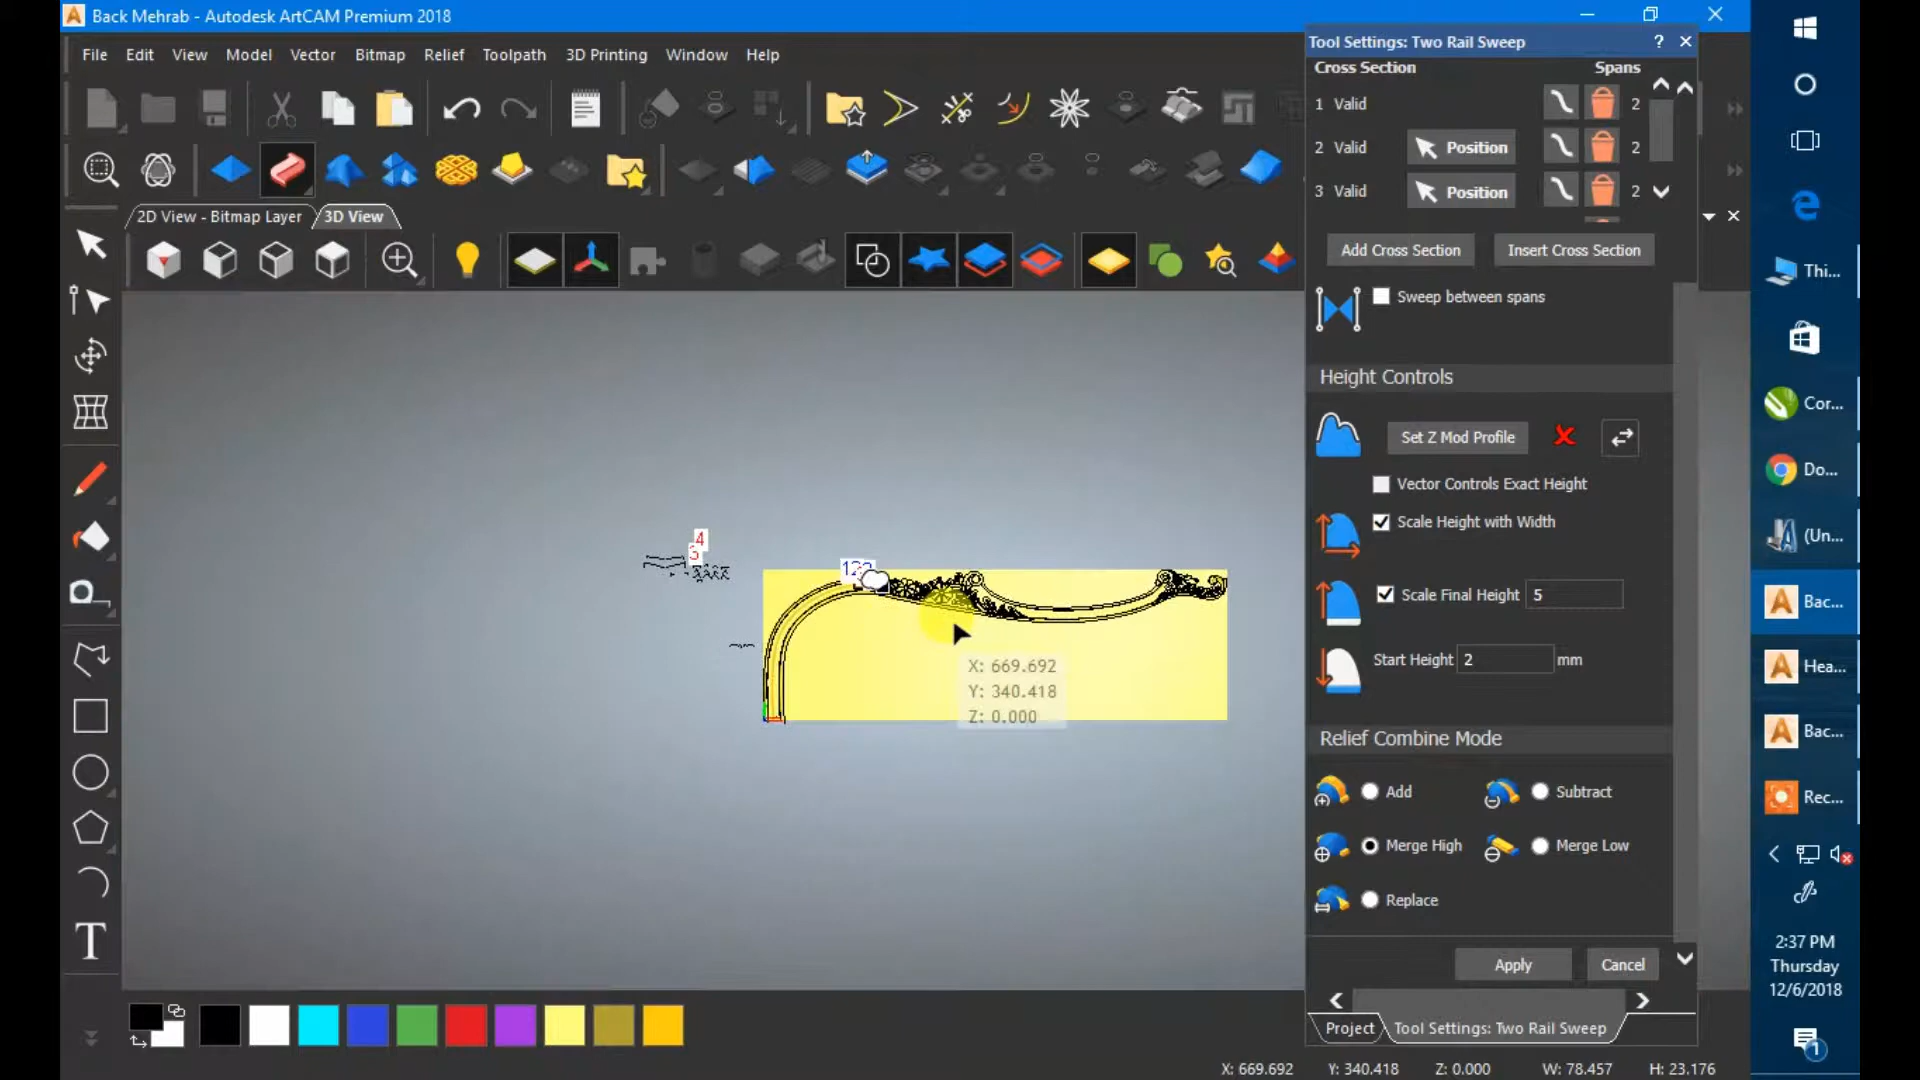 Back Mehrab - Autodesk ArtCAM Premium 2018
File Edit View Model Vector Bitmap Relief Toolpath 3D Printing Window Help
2D View - Bitmap Layer 3D View
Tool Settings: Two Rail Sweep ?
Cross Section Spans
1 Valid 2
2 Valid Position 2
3 Valid Position 2
Add Cross Section Insert Cross Section
Sweep between spans
Height Controls
Set Z Mod Profile
Vector Controls Exact Height
Scale Height with Width
Scale Final Height 5
Start Height 2 mm
Relief Combine Mode
Add Subtract
Merge High Merge Low
Replace
Apply Cancel
Project Tool Settings: Two Rail Sweep
4
3
X: 669.692
Y: 340.418
Z: 0.000
T
X: 669.692 Y: 340.418 Z: 0.000 W: 78.457 H: 23.176
Thi...
Cor...
Do...
(Un...
Bac...
Hea...
Bac...
Rec...
2:37 PM
Thursday
12/6/2018
1